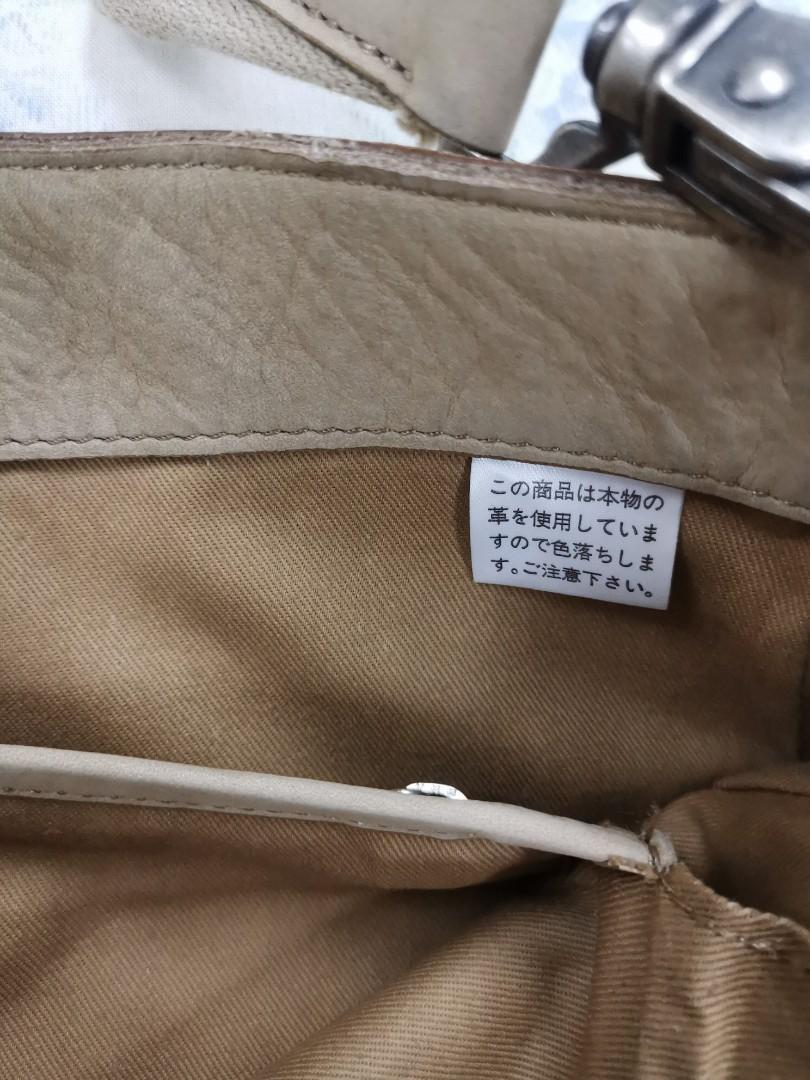 この商品は本物の
革を使用していま
すので色落ちしま
す。ご注意下さい。